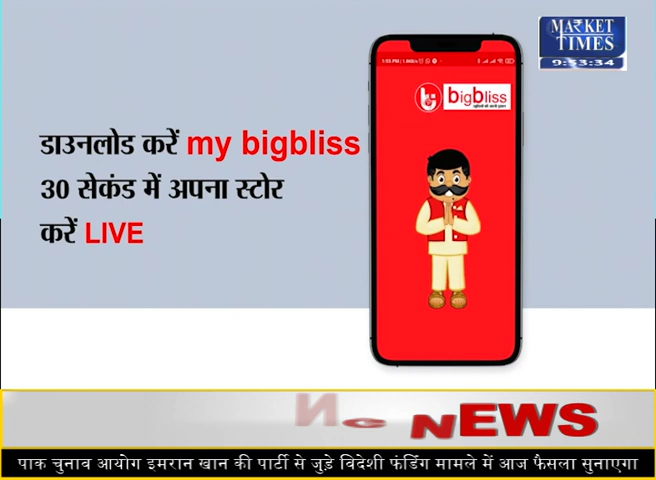 MARKET
TIMES
9:53:34
bigbliss
डाउनलोड करें my bigbliss
30 सेकंड में अपना स्टोर
करें LIVE
NEWS
पाक चुनाव आयोग इमरान खान की पार्टी से जुड़े विदेशी फंडिंग मामले में आज फैसला सुनाएगा